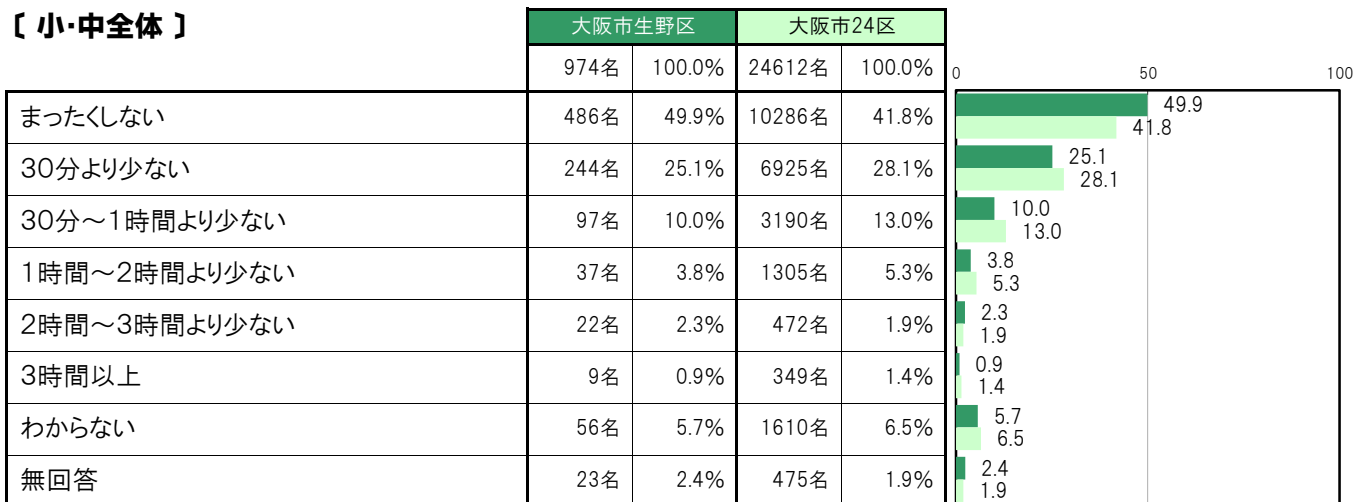 〔 小・中全体 〕
大阪市生野区 大阪市24区
974名 100.0% 24612名 100.0%
0 50 100
まったくしない 486名 49.9% 10286名 41.8% 49.9
41.8
30分より少ない 244名 25.1% 6925名 28.1% 25.1
28.1
30分～1時間より少ない 97名 10.0% 3190名 13.0% 10.0
13.0
1時間～2時間より少ない 37名 3.8% 1305名 5.3% 3.8
5.3
2時間～3時間より少ない 22名 2.3% 472名 1.9% 2.3
1.9
3時間以上 9名 0.9% 349名 1.4% 0.9
1.4
わからない 56名 5.7% 1610名 6.5% 5.7
6.5
無回答 23名 2.4% 475名 1.9% 2.4
1.9